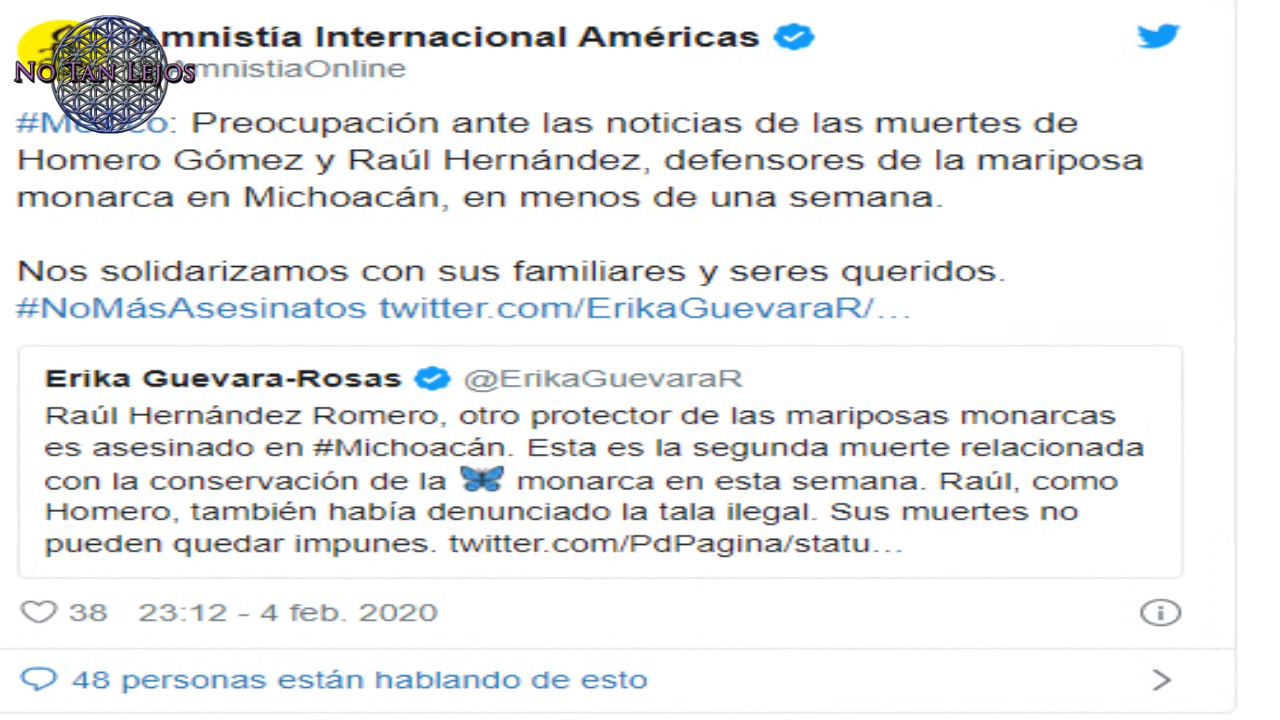 Amnistía Internacional Américas
NO TAN LEJOS
AmnistiaOnline
: Preocupación ante las noticias de las muertes de
Homero Gómez y Raúl Hernández, defensores de la mariposa
monarca en Michoacán, en menos de una semana.
Nos solidarizamos con sus familiares y seres queridos.
#NoMásAsesinatos twitter.com/ErikaGuevaraR/...
Erika Guevara-Rosas @ErikaGuevaraR
Raúl Hernández Romero, otro protector de las mariposas monarcas
es asesinado en #Michoacán. Esta es la segunda muerte relacionada
con la conservación de la 🦋 monarca en esta semana. Raúl, como
Homero, también había denunciado la tala ilegal. Sus muertes no
pueden quedar impunes. twitter.com/PdPagina/statu...
38 23:12 - 4 feb. 2020
48 personas están hablando de esto